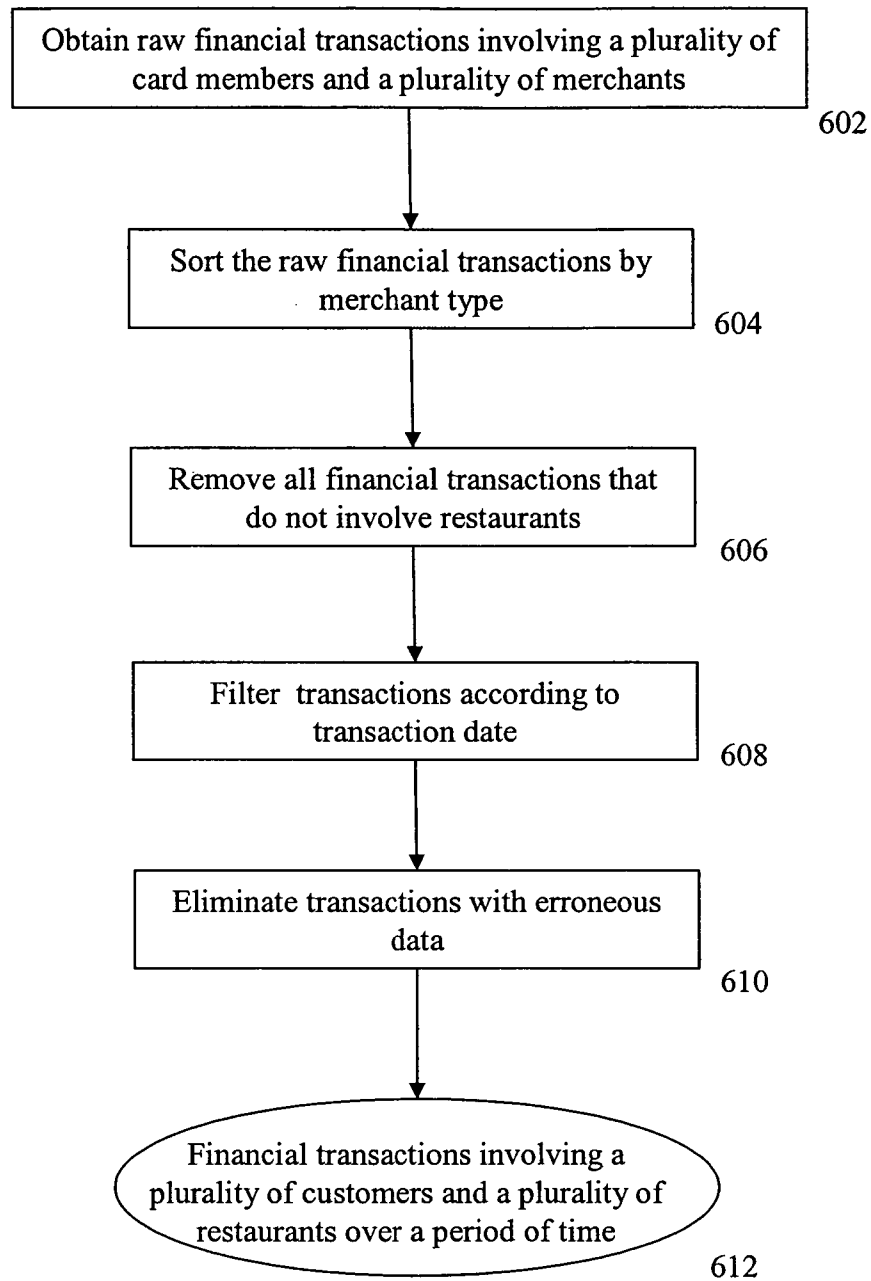 Obtain raw financial transactions involving a plurality of
card members and a plurality of merchants
602
Sort the raw financial transactions by
merchant type
604
Remove all financial transactions that
do not involve restaurants
606
Filter transactions according to
transaction date
608
Eliminate transactions with erroneous
data
610
Financial transactions involving a
plurality of customers and a plurality of
restaurants over a period of time
612